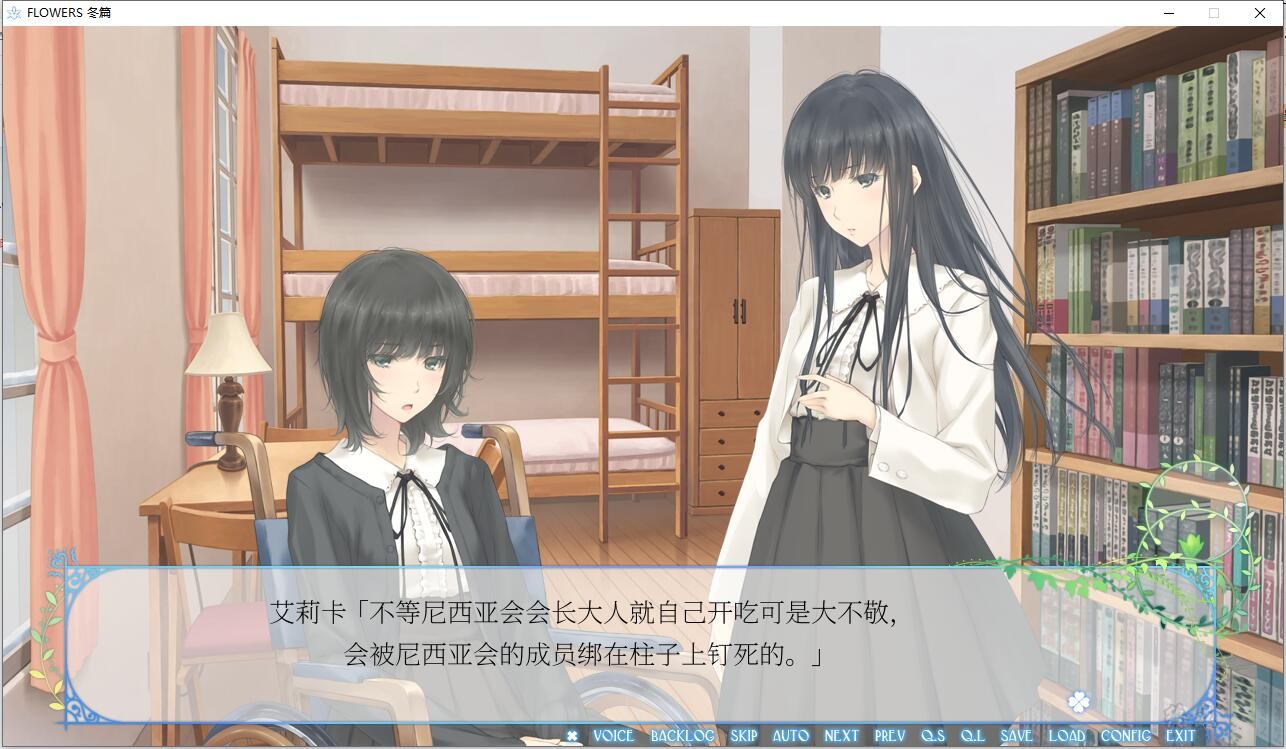 FLOWERS 冬篇
艾莉卡「不等尼西亚会会长大人就自己开吃可是大不敬，
会被尼西亚会的成员绑在柱子上钉死的。」
VOICE BACKLOG SKIP AUTO NEXT PREV Q.S Q.L SAVE LOAD CONFIG EXIT